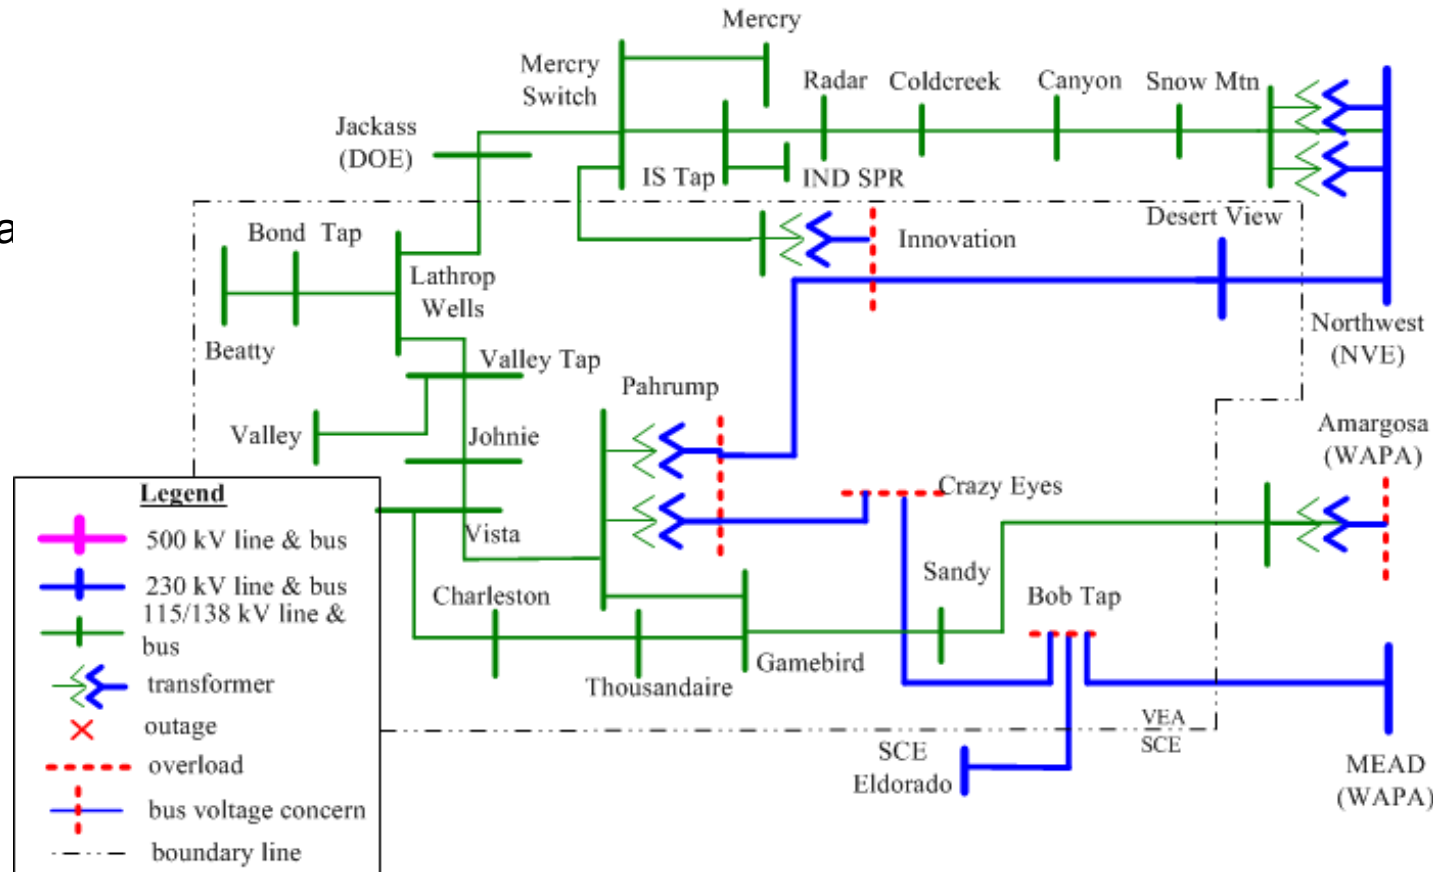 Mercry
Mercry
Switch
Radar
Coldcreek
Canyon
Snow Mtn
Jackass
(DOE)
IS Tap
IND SPR
a
Bond Tap
Desert View
Innovation
Lathrop
Wells
Northwest
(NVE)
Beatty
Valley Tap
Pahrump
Valley
Johnie
Amargosa
(WAPA)
Crazy Eyes
Vista
Sandy
Charleston
Bob Tap
Gamebird
Thousandaire
VEA
SCE
SCE
Eldorado
MEAD
(WAPA)
Legend
500 kV line & bus
230 kV line & bus
115/138 kV line &
bus
transformer
outage
overload
bus voltage concern
boundary line